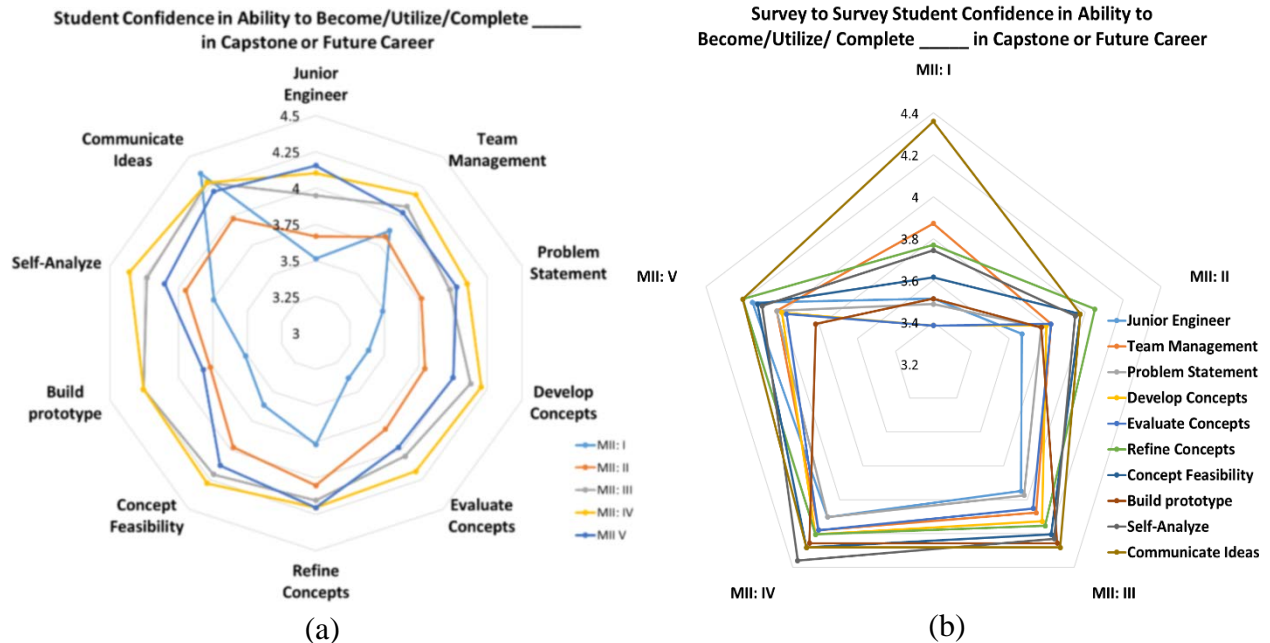 Student Confidence in Ability to Become/Utilize/Complete _____
in Capstone or Future Career
Junior
Engineer
Team
Management
Problem
Statement
Develop
Concepts
Evaluate
Concepts
Refine
Concepts
Concept
Feasibility
Build
prototype
Self-Analyze
Communicate
Ideas
4.5
4.25
4
3.75
3.5
3.25
3
MII: I
MII: II
MII: III
MII: IV
MII V
(a)
Survey to Survey Student Confidence in Ability to
Become/Utilize/ Complete _____ in Capstone or Future Career
MII: I
MII: II
MII: III
MII: IV
MII: V
4.4
4.2
4
3.8
3.6
3.4
3.2
Junior Engineer
Team Management
Problem Statement
Develop Concepts
Evaluate Concepts
Refine Concepts
Concept Feasibility
Build prototype
Self-Analyze
Communicate Ideas
(b)